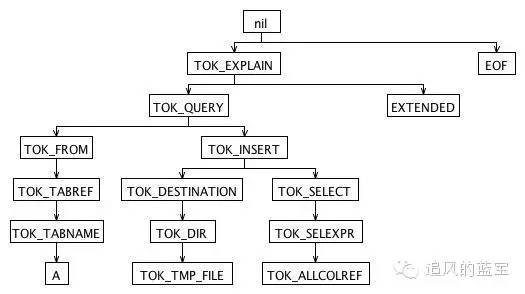 nil
TOK_EXPLAIN EOF
TOK_QUERY EXTENDED
TOK_FROM TOK_INSERT
TOK_TABREF TOK_DESTINATION TOK_SELECT
TOK_TABNAME TOK_DIR TOK_SELEXPR
A TOK_TMP_FILE TOK_ALLCOLREF
追风的蓝宝